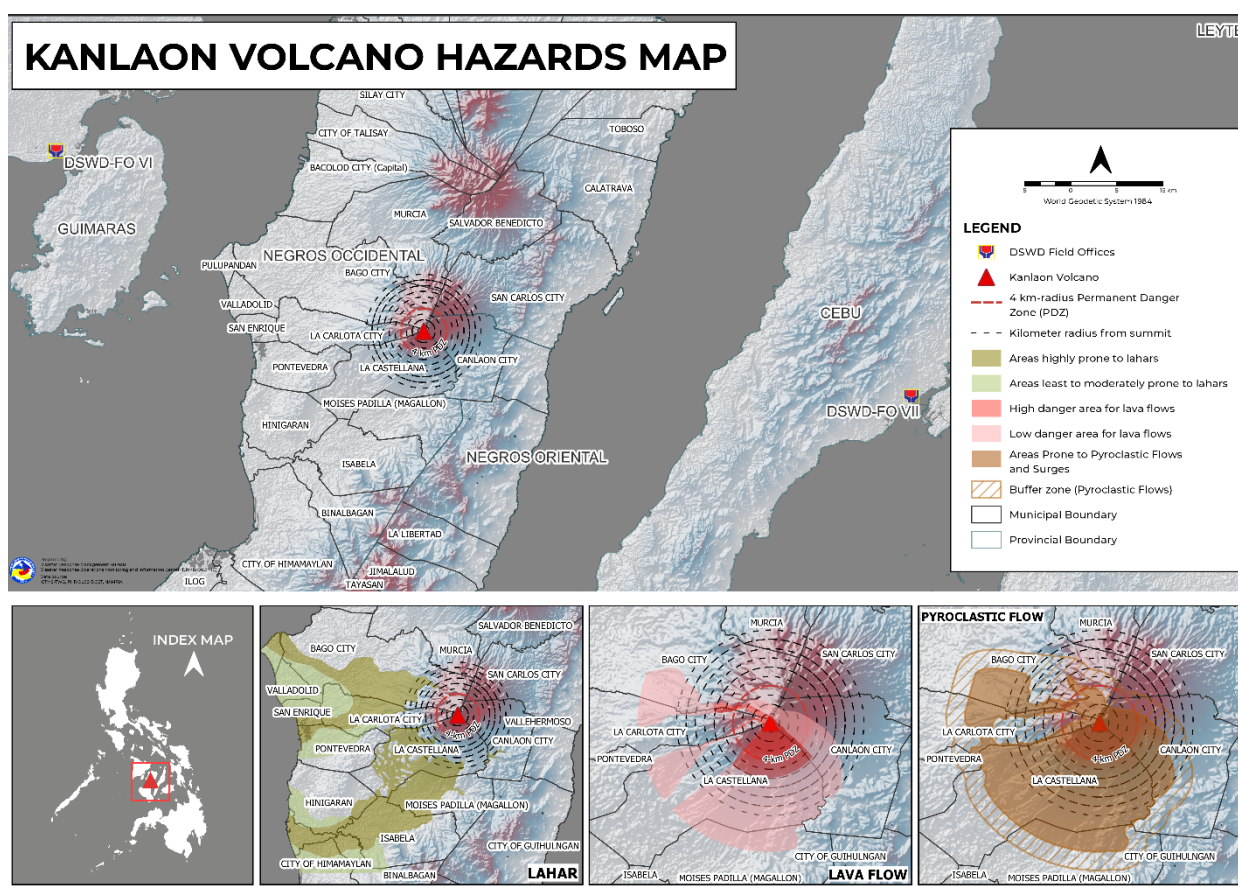 KANLAON VOLCANO HAZARDS MAP
LEYTE
SILAY CITY
CITY OF TALISAY
TOBOSO
DSWD-FO VI
BACOLOD CITY (Capital)
CALATRAVA
GUIMARAS
MURCIA
SALVADOR BENEDICTO
NEGROS OCCIDENTAL
PULUPANDAN
BAGO CITY
VALLADOLID
SAN CARLOS CITY
SAN ENRIQUE
LA CARLOTA CITY
CEBU
4 km PDZ
CANLAON CITY
PONTEVEDRA
LA CASTELLANA
MOISES PADILLA (MAGALLON)
DSWD-FO VII
HINIGARAN
ISABELA
NEGROS ORIENTAL
BINALBAGAN
LA LIBERTAD
CITY OF HIMAMAYLAN
JIMALALUD
ILOG
TAYASAN
5 0 5 15 km
World Geodetic System 1984
LEGEND
DSWD Field Offices
Kanlaon Volcano
4 km-radius Permanent Danger
Zone (PDZ)
Kilometer radius from summit
Areas highly prone to lahars
Areas least to moderately prone to lahars
High danger area for lava flows
Low danger area for lava flows
Areas Prone to Pyroclastic Flows
and Surges
Buffer zone (Pyroclastic Flows)
Municipal Boundary
Provincial Boundary
INDEX MAP
SALVADOR BENEDICTO
BAGO CITY
MURCIA
SAN CARLOS CITY
VALLADOLID
SAN ENRIQUE
LA CARLOTA CITY
VALLEHERMOSO
4 km PDZ
CANLAON CITY
PONTEVEDRA
LA CASTELLANA
HINIGARAN
MOISES PADILLA (MAGALLON)
ISABELA
CITY OF GUIHULNGAN
CITY OF HIMAMAYLAN
BINALBAGAN
LAHAR
MURCIA
BAGO CITY
SAN CARLOS CITY
LA CARLOTA CITY
CANLAON CITY
PONTEVEDRA
4 km PDZ
LA CASTELLANA
CITY OF GUIHULNGAN
ISABELA
MOISES PADILLA (MAGALLON)
LAVA FLOW
PYROCLASTIC FLOW
MURCIA
BAGO CITY
SAN CARLOS CITY
LA CARLOTA CITY
CANLAON CITY
PONTEVEDRA
4 km PDZ
LA CASTELLANA
CITY OF GUIHULNGAN
ISABELA
MOISES PADILLA (MAGALLON)